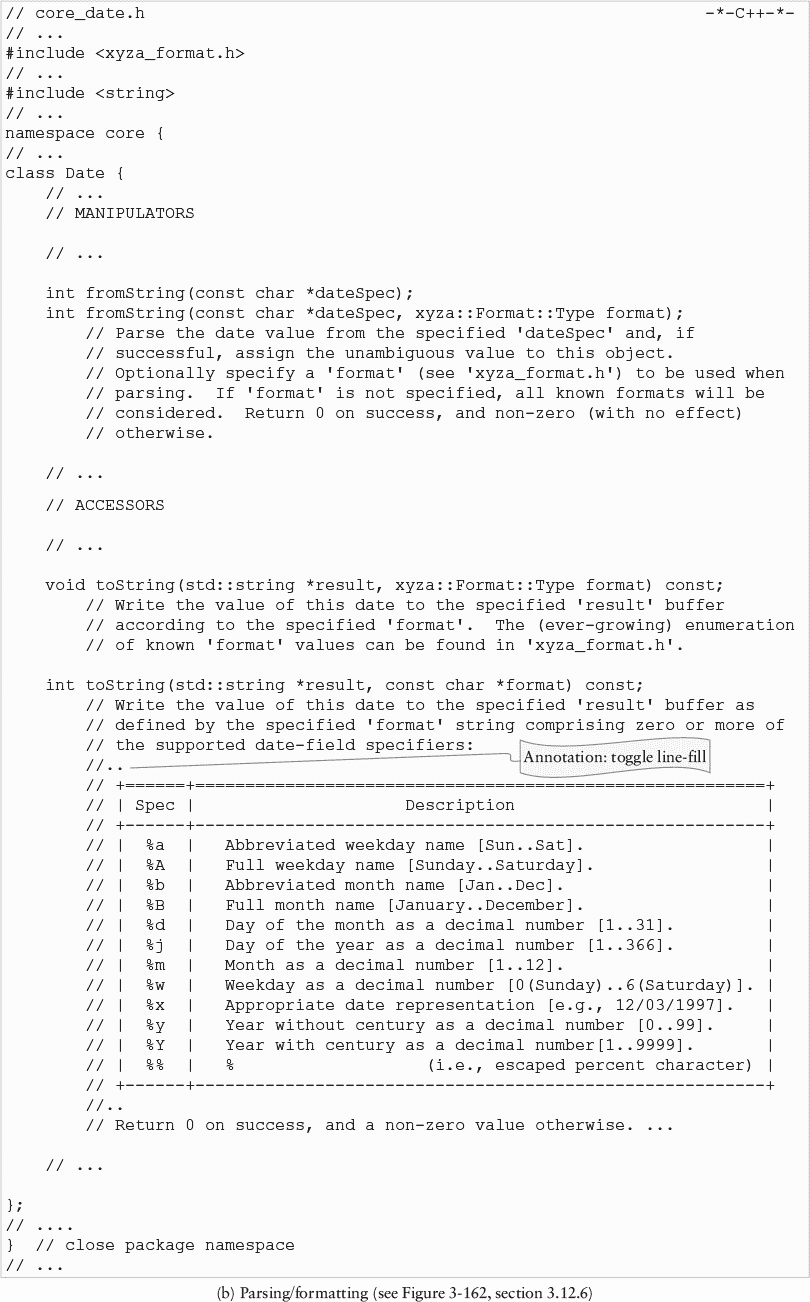 // core_date.h                                                        -*-C++-*-
// ...
#include <xyza_format.h>
// ...
#include <string>
// ...
namespace core {
// ...
class Date {
    // ...
    // MANIPULATORS

    // ...

    int fromString(const char *dateSpec);
    int fromString(const char *dateSpec, xyza::Format::Type format);
        // Parse the date value from the specified 'dateSpec' and, if
        // successful, assign the unambiguous value to this object.
        // Optionally specify a 'format' (see 'xyza_format.h') to be used when
        // parsing.  If 'format' is not specified, all known formats will be
        // considered.  Return 0 on success, and non-zero (with no effect)
        // otherwise.

    // ...

    // ACCESSORS

    // ...

    void toString(std::string *result, xyza::Format::Type format) const;
        // Write the value of this date to the specified 'result' buffer
        // according to the specified 'format'.  The (ever-growing) enumeration
        // of known 'format' values can be found in 'xyza_format.h'.

    int toString(std::string *result, const char *format) const;
        // Write the value of this date to the specified 'result' buffer as
        // defined by the specified 'format' string comprising zero or more of
        // the supported date-field specifiers:
        //..
Annotation: toggle line-fill
        // +======+=========================================================+
        // | Spec |                     Description                         |
        // +------+---------------------------------------------------------+
        // |  %a  |   Abbreviated weekday name [Sun..Sat].                  |
        // |  %A  |   Full weekday name [Sunday..Saturday].                 |
        // |  %b  |   Abbreviated month name [Jan..Dec].                    |
        // |  %B  |   Full month name [January..December].                  |
        // |  %d  |   Day of the month as a decimal number [1..31].         |
        // |  %j  |   Day of the year as a decimal number [1..366].         |
        // |  %m  |   Month as a decimal number [1..12].                    |
        // |  %w  |   Weekday as a decimal number [0(Sunday)..6(Saturday)]. |
        // |  %x  |   Appropriate date representation [e.g., 12/03/1997].   |
        // |  %y  |   Year without century as a decimal number [0..99].     |
        // |  %Y  |   Year with century as a decimal number[1..9999].       |
        // |  %%  |   %                   (i.e., escaped percent character) |
        // +------+---------------------------------------------------------+
        //..
        // Return 0 on success, and a non-zero value otherwise. ...

    // ...

};
// ....
}  // close package namespace
// ...
(b) Parsing/formatting (see Figure 3-162, section 3.12.6)